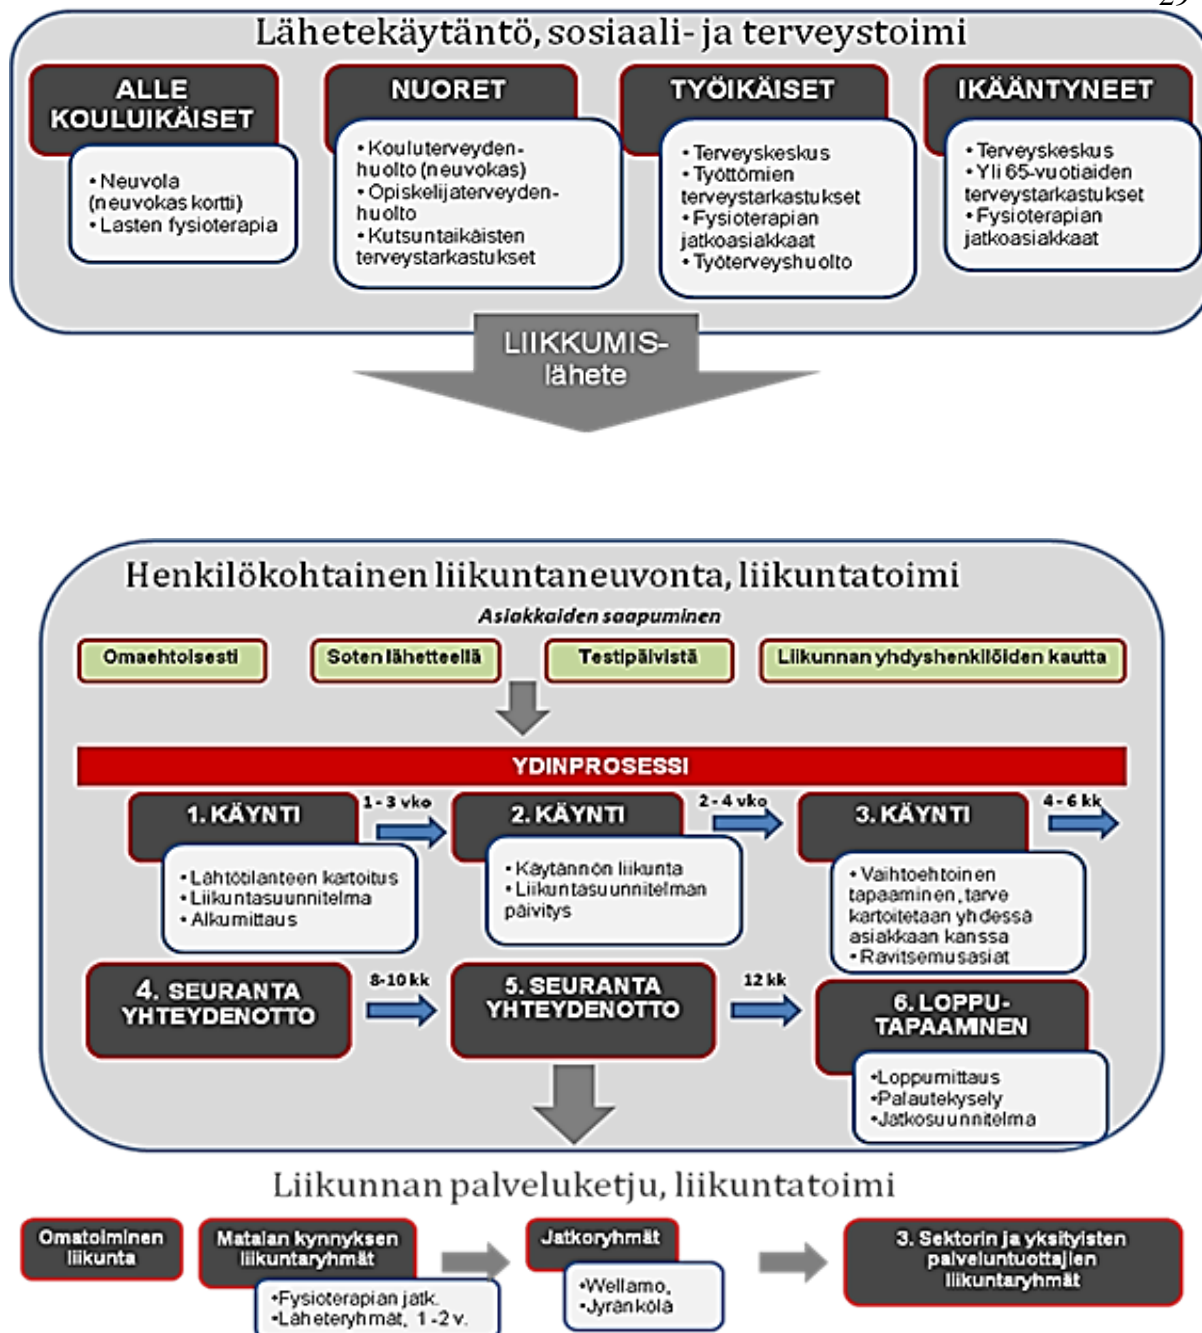 29
Lähetekäytäntö, sosiaali- ja terveystoimi
ALLE
KOULUIKÄISET
• Neuvola
(neuvokas kortti)
• Lasten fysioterapia
NUORET
• Kouluterveyden-
huolto (neuvokas)
• Opiskelijaterveyden-
huolto
• Kutsuntaikäisten
terveystarkastukset
TYÖIKÄISET
• Terveyskeskus
• Työttömien
terveystarkastukset
• Fysioterapian
jatkoasiakkaat
• Työterveyshuolto
IKÄÄNTYNEET
• Terveyskeskus
• Yli 65-vuotiaiden
terveystarkastukset
• Fysioterapian
jatkoasiakkaat
LIIKKUMIS-
lähete
Henkilökohtainen liikuntaneuvonta, liikuntatoimi
Asiakkaiden saapuminen
Omaehtoisesti
Soten lähetteellä
Testipäivistä
Liikunnan yhdyshenkilöiden kautta
YDINPROSESSI
1. KÄYNTI
• Lähtötilanteen kartoitus
• Liikuntasuunnitelma
• Alkumittaus
1 - 3 vko
2. KÄYNTI
• Käytännön liikunta
• Liikuntasuunnitelman
päivitys
2 - 4 vko
3. KÄYNTI
• Vaihtoehtoinen
tapaaminen, tarve
kartoitetaan yhdessä
asiakkaan kanssa
• Ravitsemusasiat
4 - 6 kk
4. SEURANTA
YHTEYDENOTTO
8-10 kk
5. SEURANTA
YHTEYDENOTTO
12 kk
6. LOPPU-
TAPAAMINEN
•Loppumittaus
•Palautekysely
•Jatkosuunnitelma
Liikunnan palveluketju, liikuntatoimi
Omatoiminen
liikunta
Matalan kynnyksen
liikuntaryhmät
•Fysioterapian jatk.
•Läheteryhmät, 1 -2 v.
Jatkoryhmät
•Wellamo,
•Jyränkölä
3. Sektorin ja yksityisten
palveluntuottajien
liikuntaryhmät